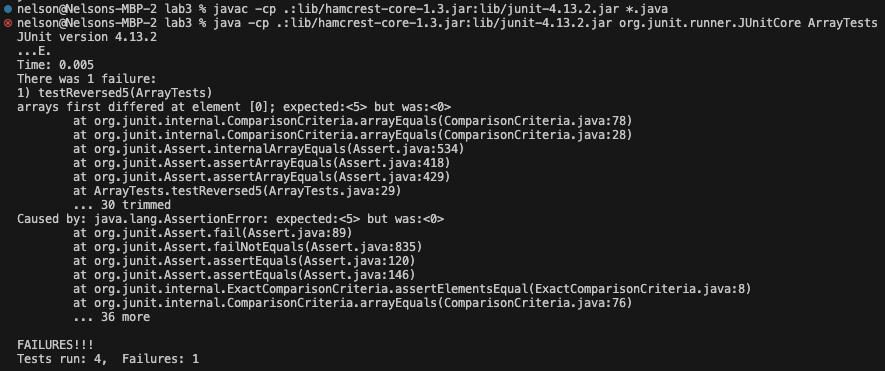 nelson@Nelsons-MBP-2 lab3 % javac -cp .:lib/hamcrest-core-1.3.jar:lib/junit-4.13.2.jar *.java
nelson@Nelsons-MBP-2 lab3 % java -cp .:lib/hamcrest-core-1.3.jar:lib/junit-4.13.2.jar org.junit.runner.JUnitCore ArrayTests
JUnit version 4.13.2
...E.
Time: 0.005
There was 1 failure:
1) testReversed5(ArrayTests)
arrays first differed at element [0]; expected:<5> but was:<0>
        at org.junit.internal.ComparisonCriteria.arrayEquals(ComparisonCriteria.java:78)
        at org.junit.internal.ComparisonCriteria.arrayEquals(ComparisonCriteria.java:28)
        at org.junit.Assert.internalArrayEquals(Assert.java:534)
        at org.junit.Assert.assertArrayEquals(Assert.java:418)
        at org.junit.Assert.assertArrayEquals(Assert.java:429)
        at ArrayTests.testReversed5(ArrayTests.java:29)
        ... 30 trimmed
Caused by: java.lang.AssertionError: expected:<5> but was:<0>
        at org.junit.Assert.fail(Assert.java:89)
        at org.junit.Assert.failNotEquals(Assert.java:835)
        at org.junit.Assert.assertEquals(Assert.java:120)
        at org.junit.Assert.assertEquals(Assert.java:146)
        at org.junit.internal.ExactComparisonCriteria.assertElementsEqual(ExactComparisonCriteria.java:8)
        at org.junit.internal.ComparisonCriteria.arrayEquals(ComparisonCriteria.java:76)
        ... 36 more

FAILURES!!!
Tests run: 4,  Failures: 1